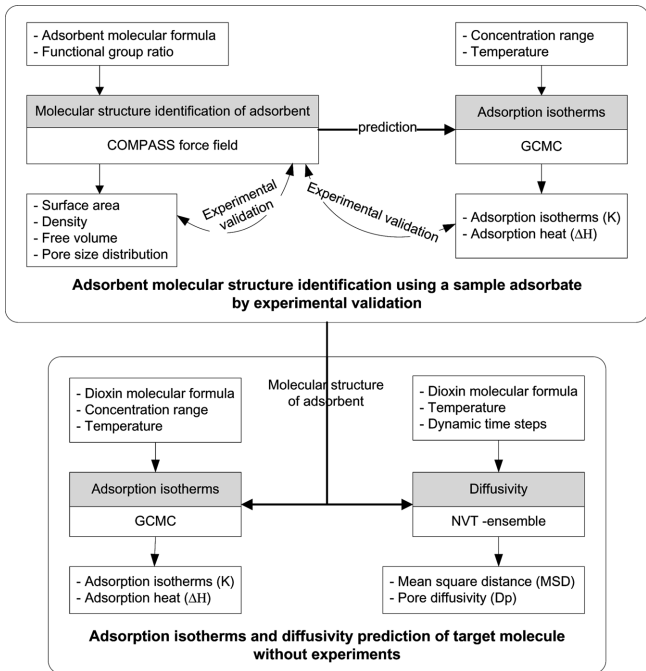 - Adsorbent molecular formula
- Functional group ratio
- Concentration range
- Temperature
Molecular structure identification of adsorbent
COMPASS force field
prediction
Adsorption isotherms
GCMC
Experimental
validation
Experimental validation
- Surface area
- Density
- Free volume
- Pore size distribution
- Adsorption isotherms (K)
- Adsorption heat (ΔH)
Adsorbent molecular structure identification using a sample adsorbate
by experimental validation
Molecular structure
of adsorbent
- Dioxin molecular formula
- Concentration range
- Temperature
- Dioxin molecular formula
- Temperature
- Dynamic time steps
Adsorption isotherms
GCMC
Diffusivity
NVT -ensemble
- Adsorption isotherms (K)
- Adsorption heat (ΔH)
- Mean square distance (MSD)
- Pore diffusivity (Dp)
Adsorption isotherms and diffusivity prediction of target molecule
without experiments